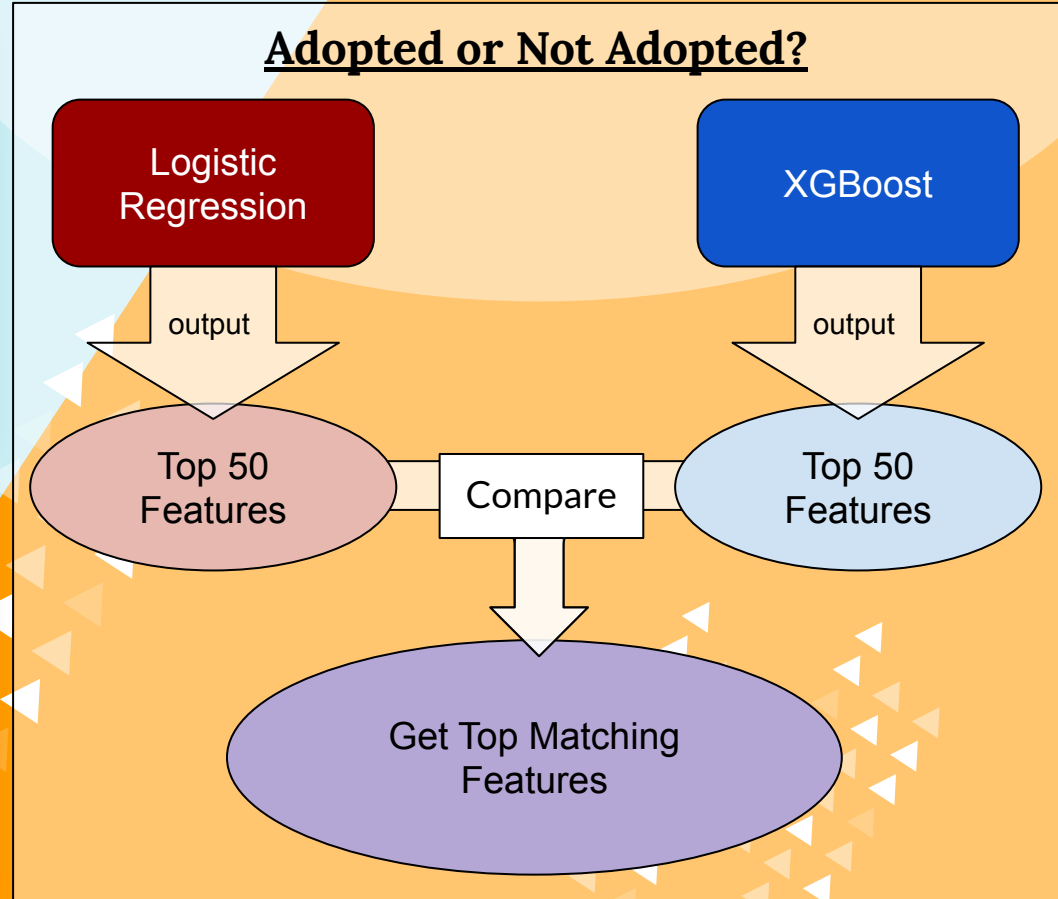 Adopted or Not Adopted?
Logistic
Regression
XGBoost
output
output
Top 50
Features
Compare
Top 50
Features
Get Top Matching
Features